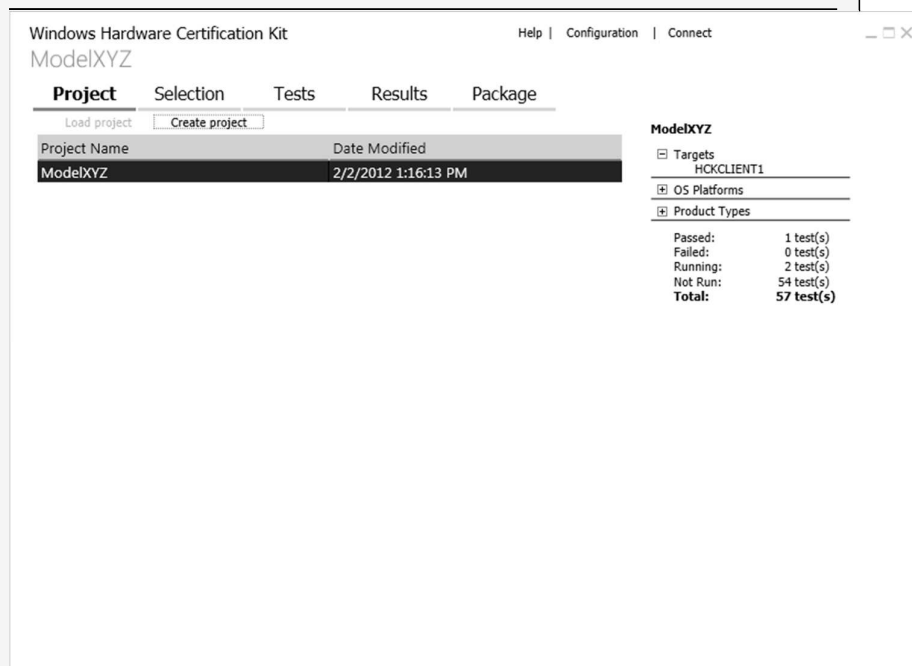 Windows Hardware Certification Kit
Help | Configuration | Connect
ModelXYZ
Project Selection Tests Results Package
Load project Create project
Project Name Date Modified
ModelXYZ 2/2/2012 1:16:13 PM
ModelXYZ
Targets
HCKCLIENT1
OS Platforms
Product Types
Passed: 1 test(s)
Failed: 0 test(s)
Running: 2 test(s)
Not Run: 54 test(s)
Total: 57 test(s)